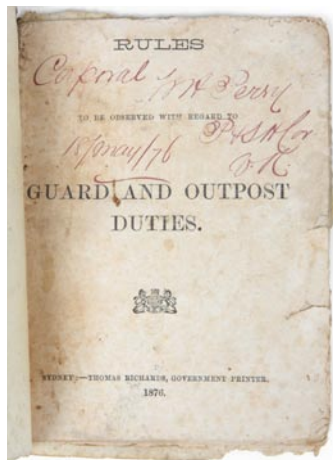 RULES
Corporal W H Perry
TO BE OBSERVED WITH REGARD TO
18/May/76
GUARD AND OUTPOST
DUTIES.
SYDNEY:—THOMAS RICHARDS, GOVERNMENT PRINTER.
1876.